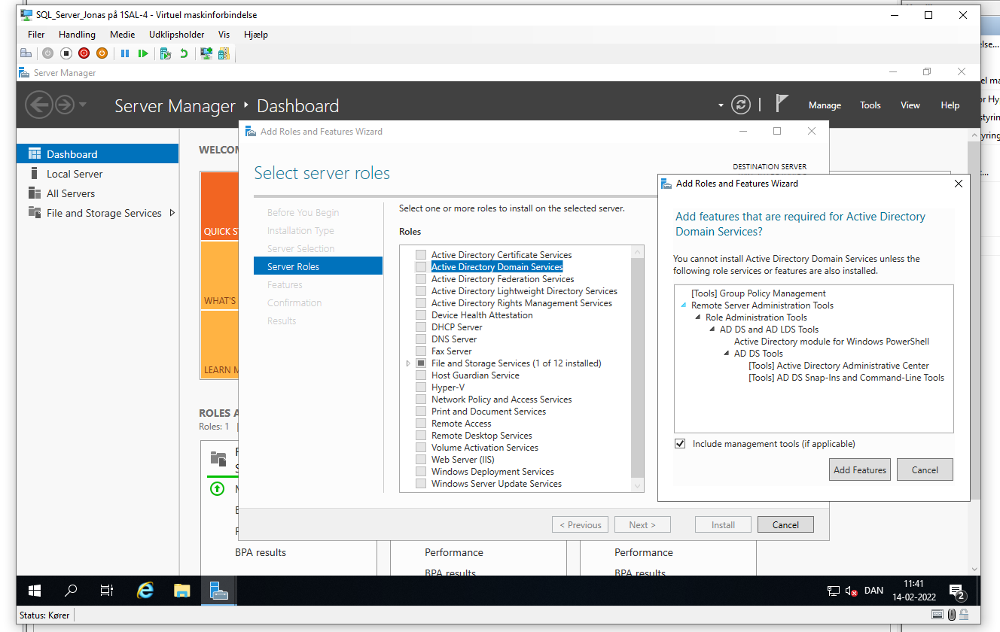 SQL_Server_Jonas på 1SAL-4 - Virtuel maskinforbindelse
Filer Handling Medie Udklipsholder Vis Hjælp
Server Manager
Server Manager Dashboard
Manage Tools View Help
Dashboard
Local Server
All Servers
File and Storage Services
QUICK S
WHAT'S
LEARN M
Roles: 1
BPA results
Performance
BPA results
Performance
BPA results
Add Roles and Features Wizard
Select server roles
DESTINATION SERVER
Before You Begin
Installation Type
Server Selection
Server Roles
Features
Confirmation
Results
Select one or more roles to install on the selected server.
Roles
Active Directory Certificate Services
Active Directory Domain Services
Active Directory Federation Services
Active Directory Lightweight Directory Services
Active Directory Rights Management Services
Device Health Attestation
DHCP Server
DNS Server
Fax Server
File and Storage Services (1 of 12 installed)
Host Guardian Service
Hyper-V
Network Policy and Access Services
Print and Document Services
Remote Access
Remote Desktop Services
Volume Activation Services
Web Server (IIS)
Windows Deployment Services
Windows Server Update Services
< Previous Next > Install Cancel
Add Roles and Features Wizard
Add features that are required for Active Directory
Domain Services?
You cannot install Active Directory Domain Services unless the
following role services or features are also installed.
[Tools] Group Policy Management
Remote Server Administration Tools
Role Administration Tools
AD DS and AD LDS Tools
Active Directory module for Windows PowerShell
AD DS Tools
[Tools] Active Directory Administrative Center
[Tools] AD DS Snap-Ins and Command-Line Tools
Include management tools (if applicable)
Add Features Cancel
DAN
11:41
14-02-2022
2
Status: Kører